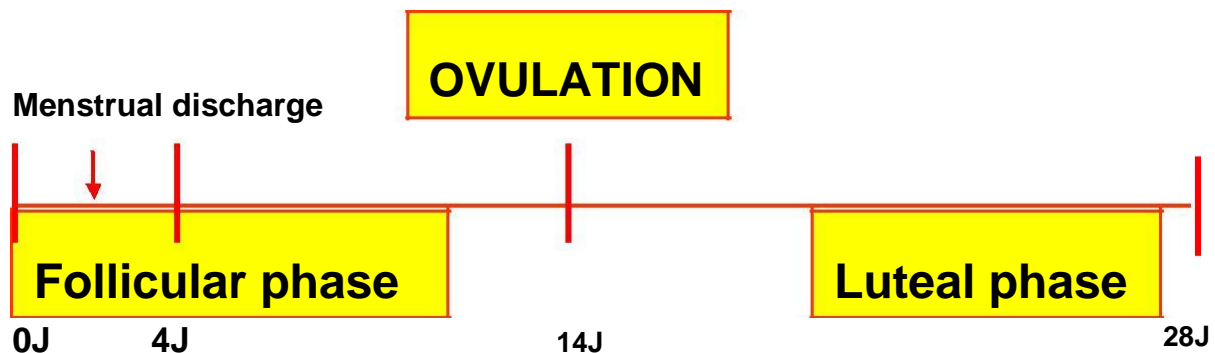 OVULATION
Menstrual discharge
Follicular phase
Luteal phase
0J
4J
14J
28J